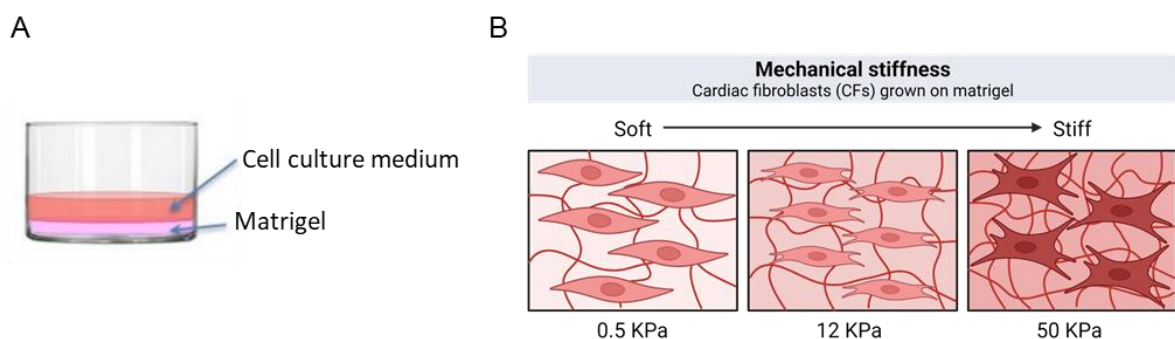 A
Cell culture medium
Matrigel
B
Mechanical stiffness
Cardiac fibroblasts (CFs) grown on matrigel
Soft
Stiff
0.5 KPa
12 KPa
50 KPa